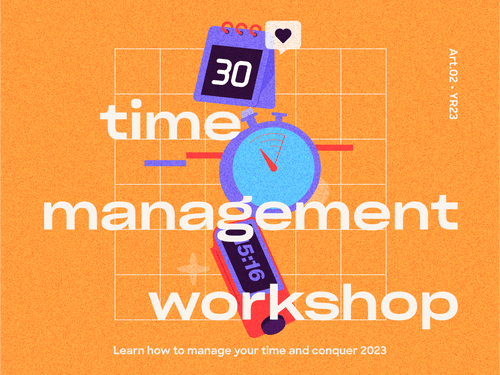 30
Art.02 • YR23
time
management
5:16
workshop
Learn how to manage your time and conquer 2023